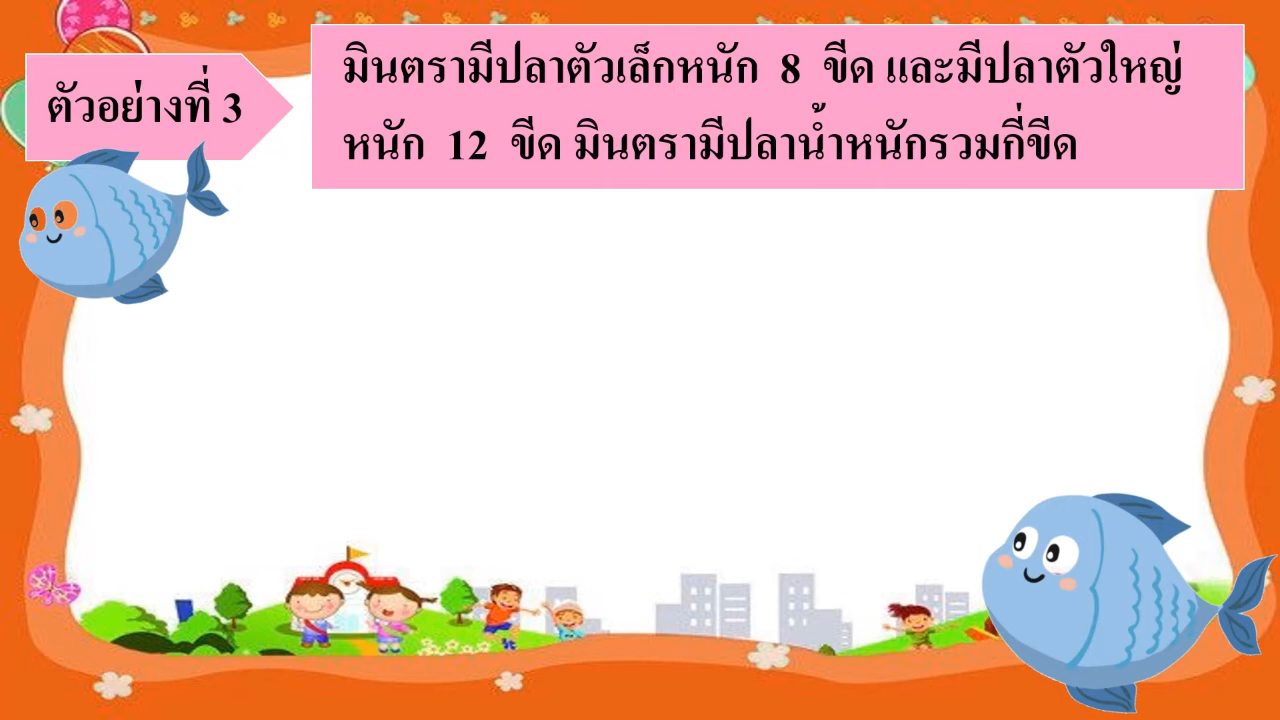 ตัวอย่างที่ 3
มินตรามีปลาตัวเล็กหนัก 8 ขีด และมีปลาตัวใหญ่
หนัก 12 ขีด มินตรามีปลาน้ำหนักรวมกี่ขีด